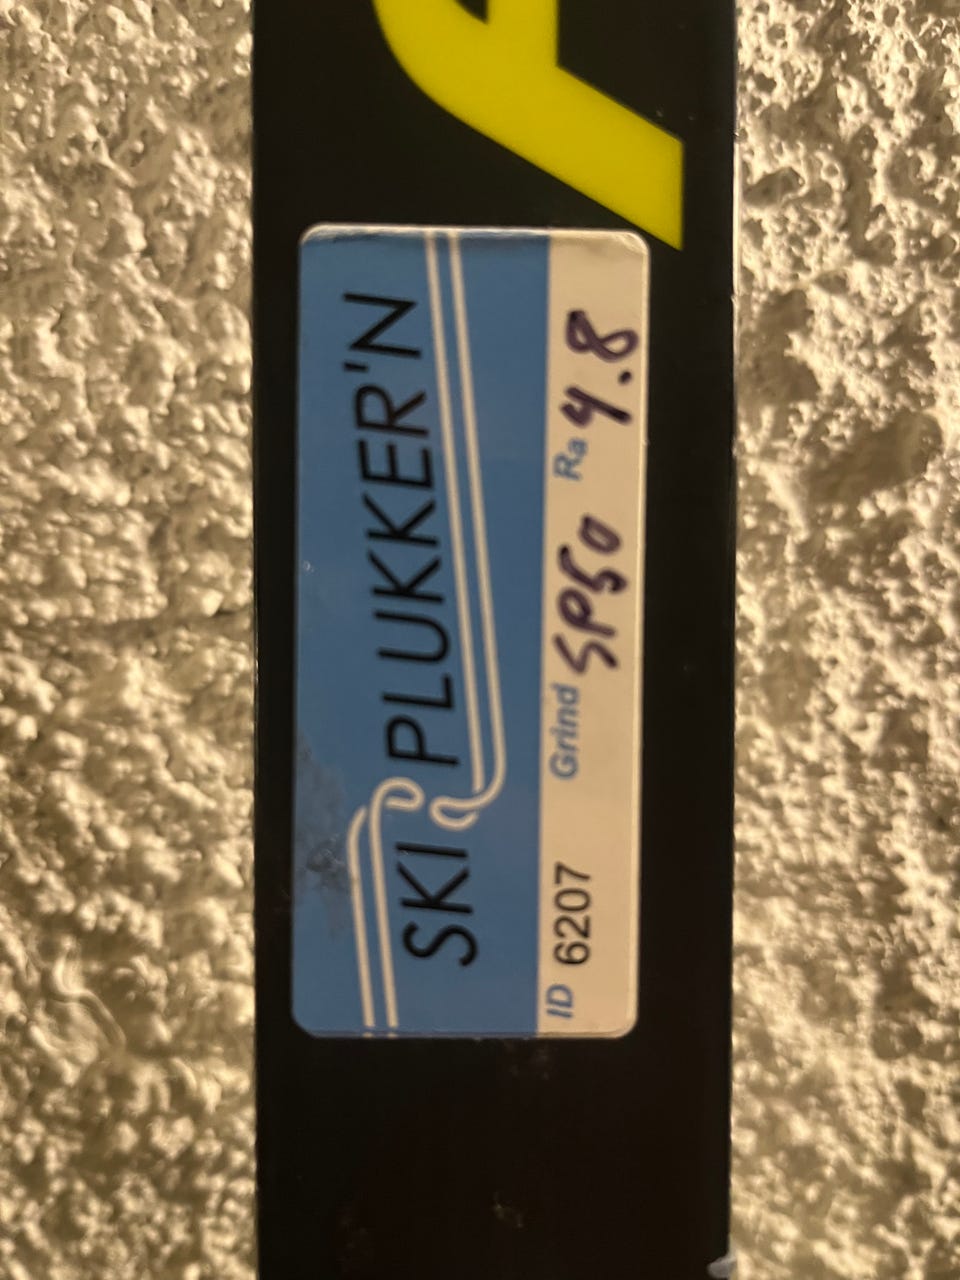 SKI PLUKKER'N
ID 6207 Grind SP50 Ra 4.8